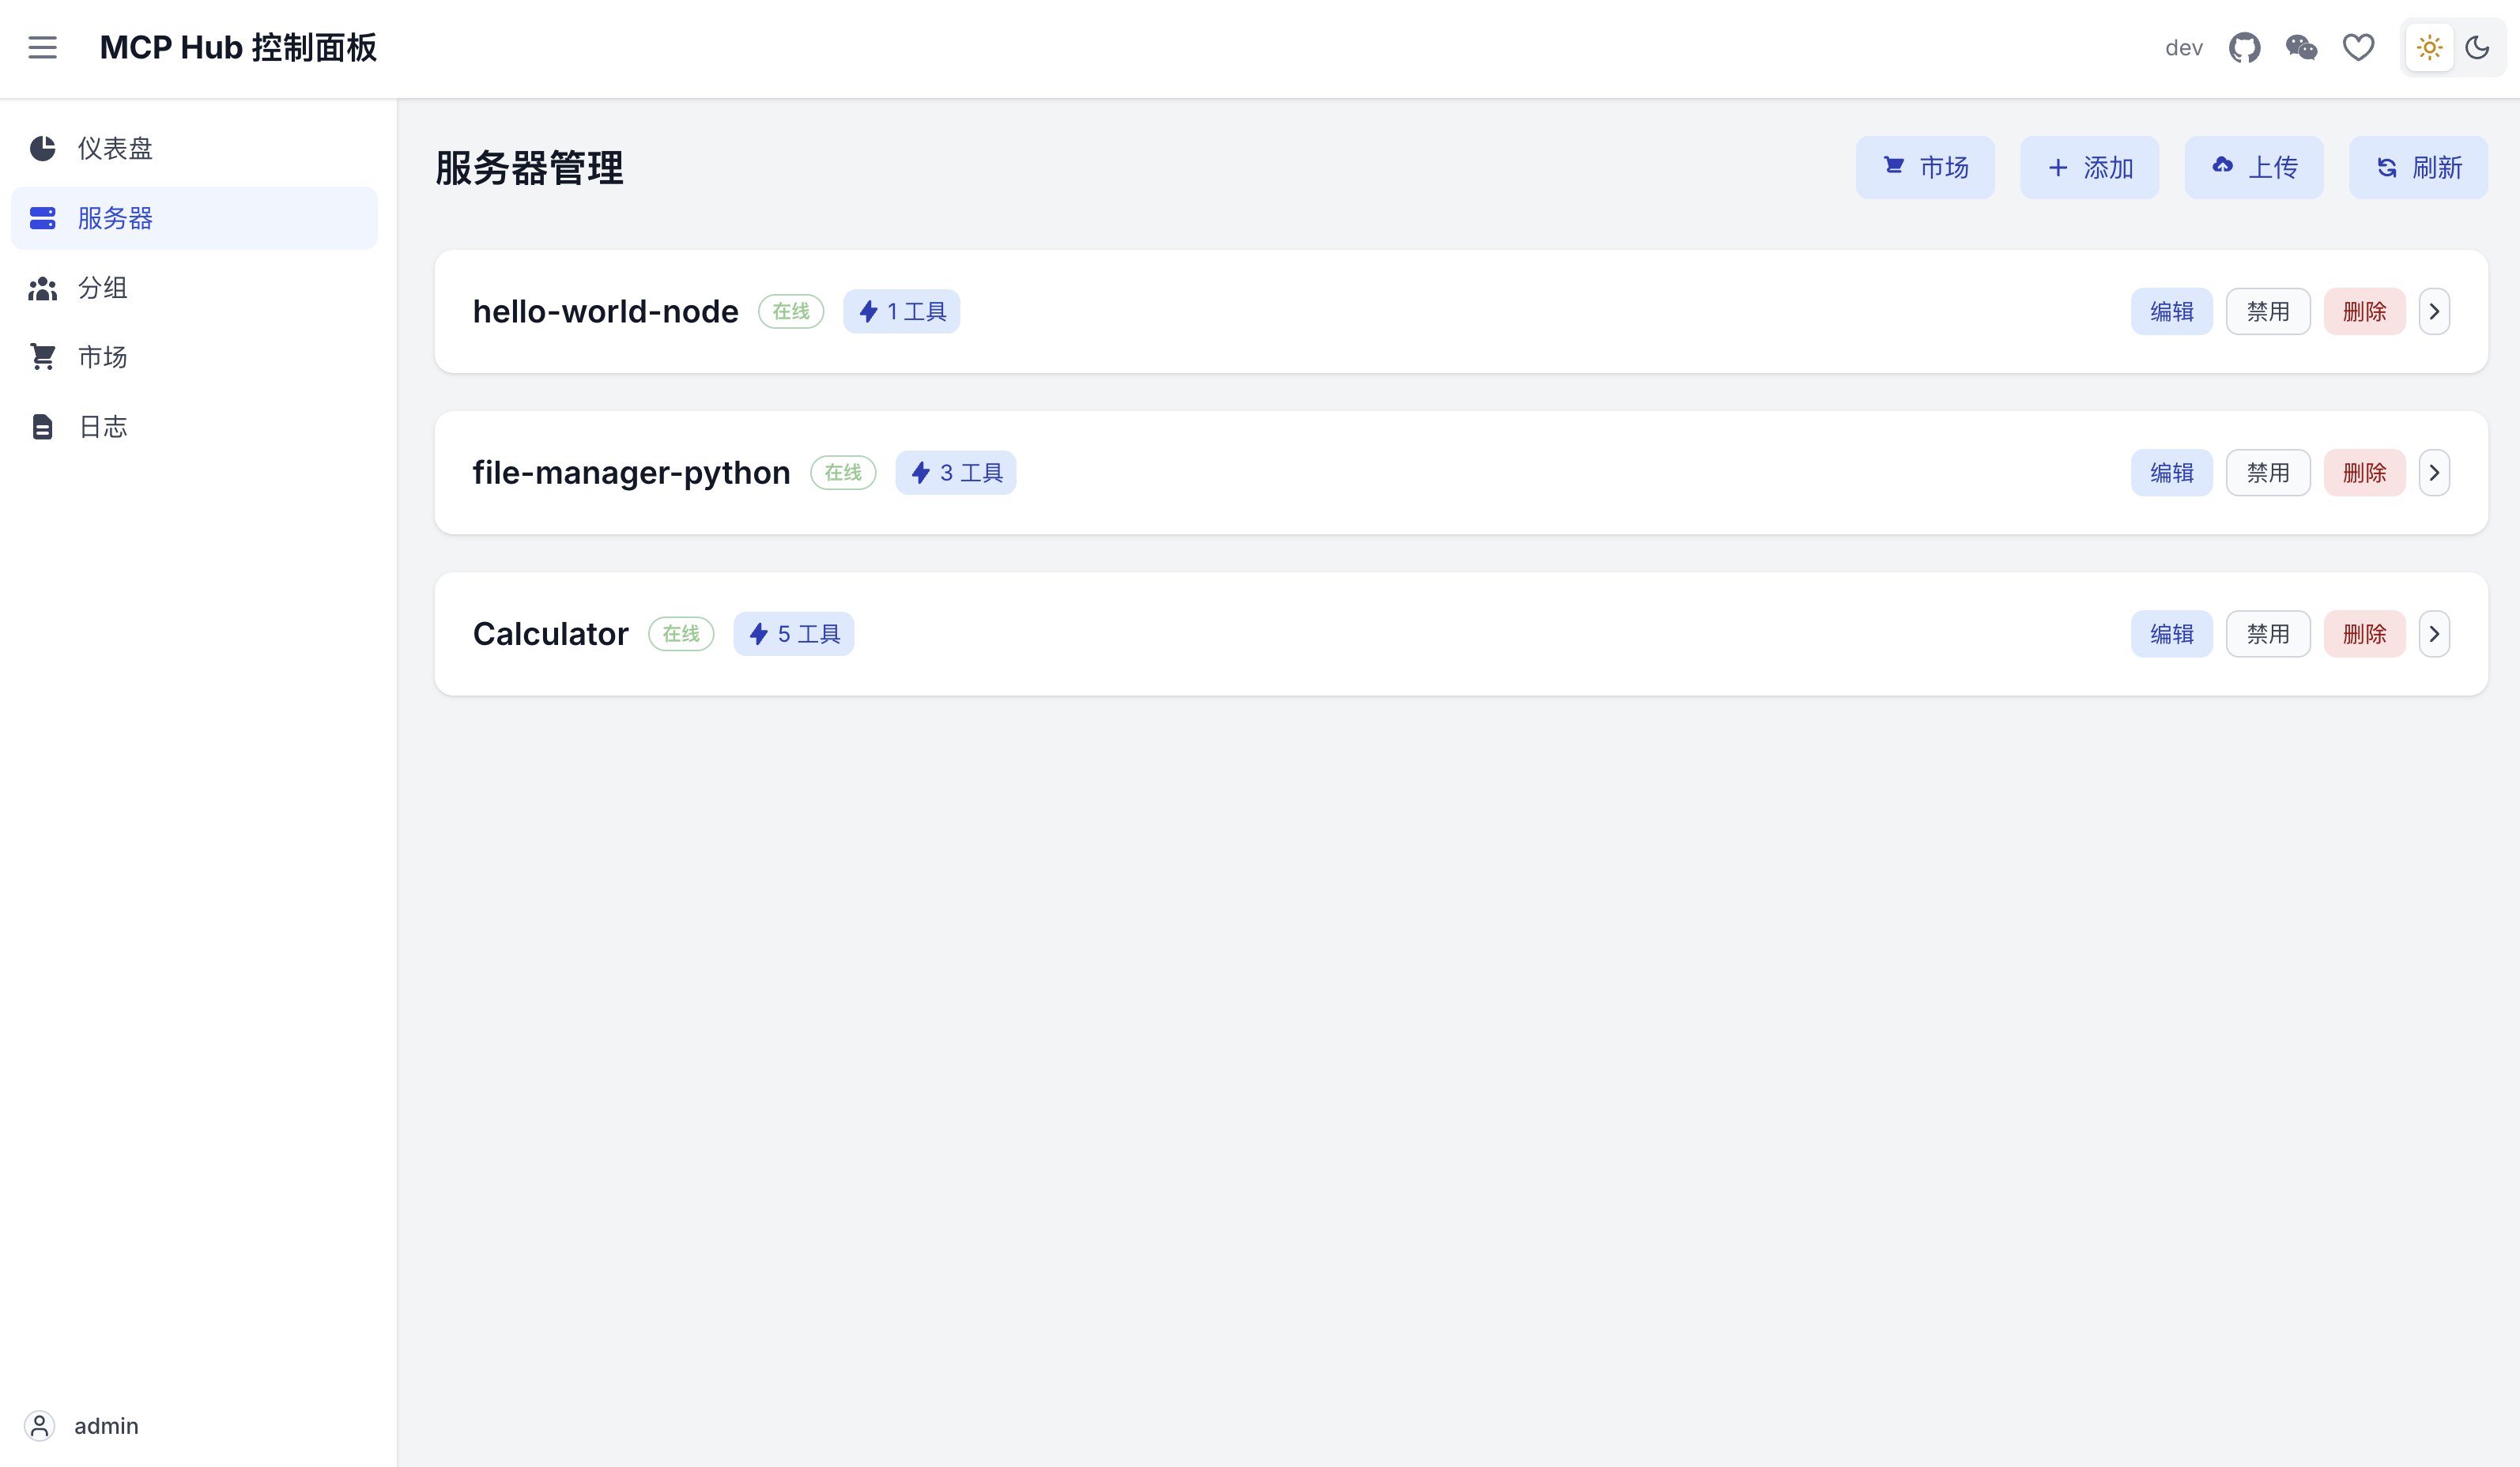 MCP Hub 控制面板
dev
仪表盘
服务器
分组
市场
日志
admin
服务器管理
市场 添加 上传 刷新
hello-world-node 在线 1 工具 编辑 禁用 删除
file-manager-python 在线 3 工具 编辑 禁用 删除
Calculator 在线 5 工具 编辑 禁用 删除